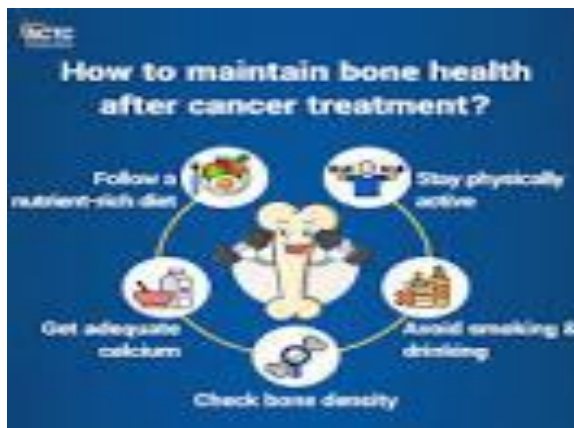 How to maintain bone health
after cancer treatment?
Follow a
nutrient-rich diet
Stay physically
active
Get adequate
calcium
Avoid smoking &
drinking
Check bone density